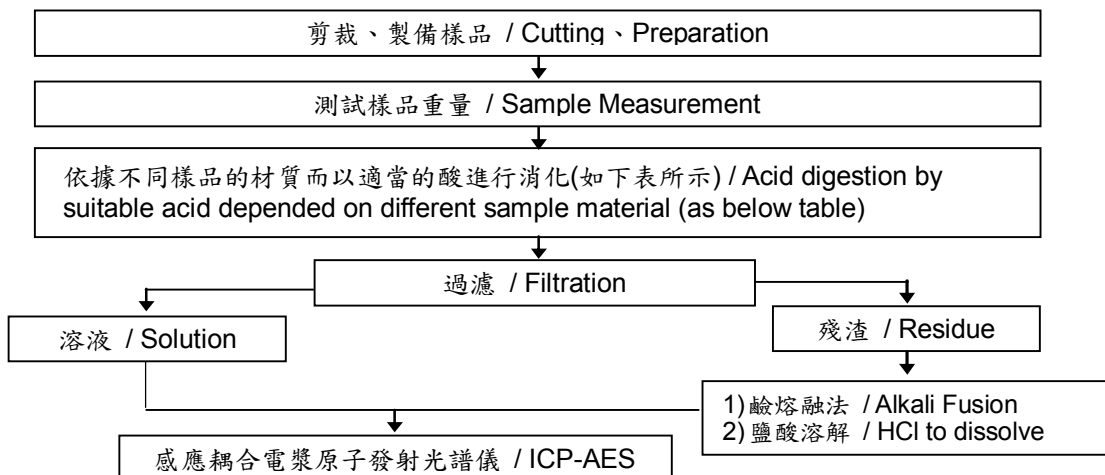 剪裁、製備樣品 / Cutting、Preparation
測試樣品重量 / Sample Measurement
依據不同樣品的材質而以適當的酸進行消化(如下表所示) / Acid digestion by
suitable acid depended on different sample material (as below table)
過濾 / Filtration
溶液 / Solution
殘渣 / Residue
1)鹼熔融法 / Alkali Fusion
2)鹽酸溶解 / HCl to dissolve
感應耦合電漿原子發射光譜儀 / ICP-AES